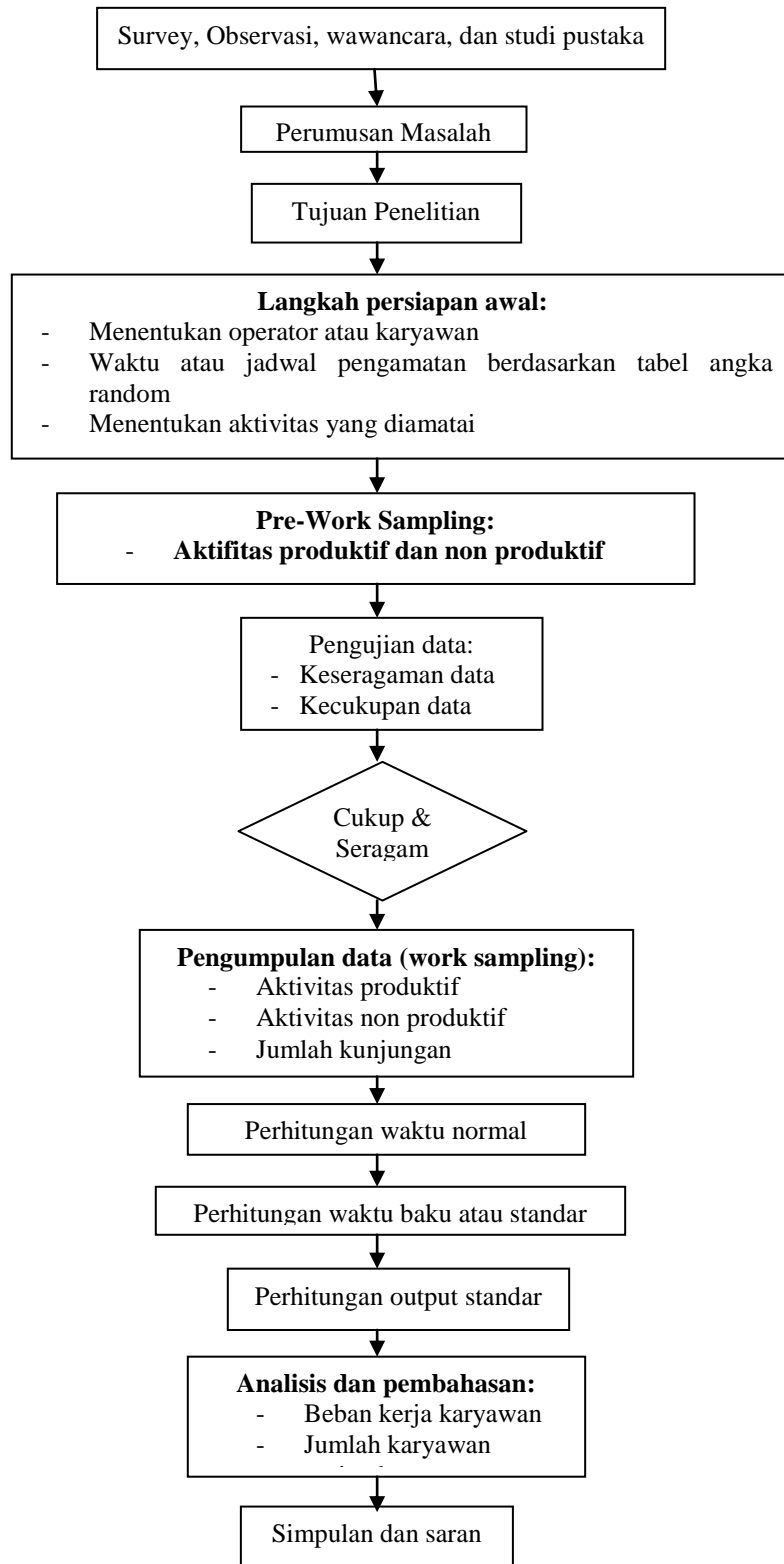 Survey, Observasi, wawancara, dan studi pustaka
Perumusan Masalah
Tujuan Penelitian
Langkah persiapan awal:
- Menentukan operator atau karyawan
- Waktu atau jadwal pengamatan berdasarkan tabel angka
random
- Menentukan aktivitas yang diamatai
Pre-Work Sampling:
- Aktifitas produktif dan non produktif
Pengujian data:
- Keseragaman data
- Kecukupan data
Cukup &
Seragam
Pengumpulan data (work sampling):
- Aktivitas produktif
- Aktivitas non produktif
- Jumlah kunjungan
Perhitungan waktu normal
Perhitungan waktu baku atau standar
Perhitungan output standar
Analisis dan pembahasan:
- Beban kerja karyawan
- Jumlah karyawan
Simpulan dan saran